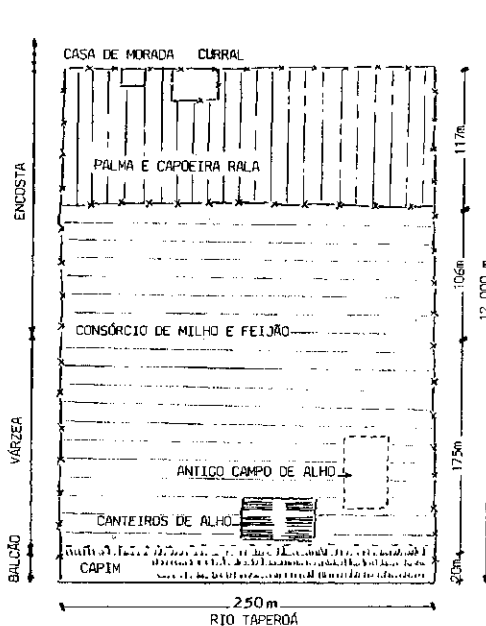 CASA DE MORADA CURRAL
PALMA E CAPOEIRA RALA
ENCOSTA
117m
106m
12.000 m
CONSÓRCIO DE MILHO E FEIJÃO
VÁRZEA
175m
ANTIGO CAMPO DE ALHO
CANTEIROS DE ALHO
BALCÃO
CAPIM
20m
250 m
RIO TAPEROÁ